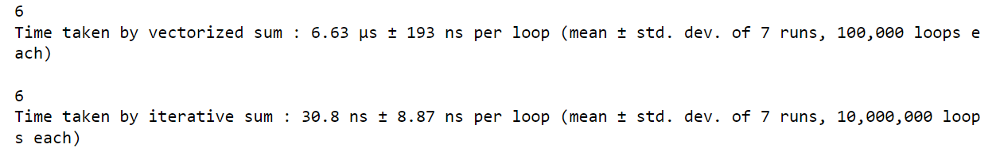 6
Time taken by vectorized sum : 6.63 µs ± 193 ns per loop (mean ± std. dev. of 7 runs, 100,000 loops e
ach)
6
Time taken by iterative sum : 30.8 ns ± 8.87 ns per loop (mean ± std. dev. of 7 runs, 10,000,000 loop
s each)